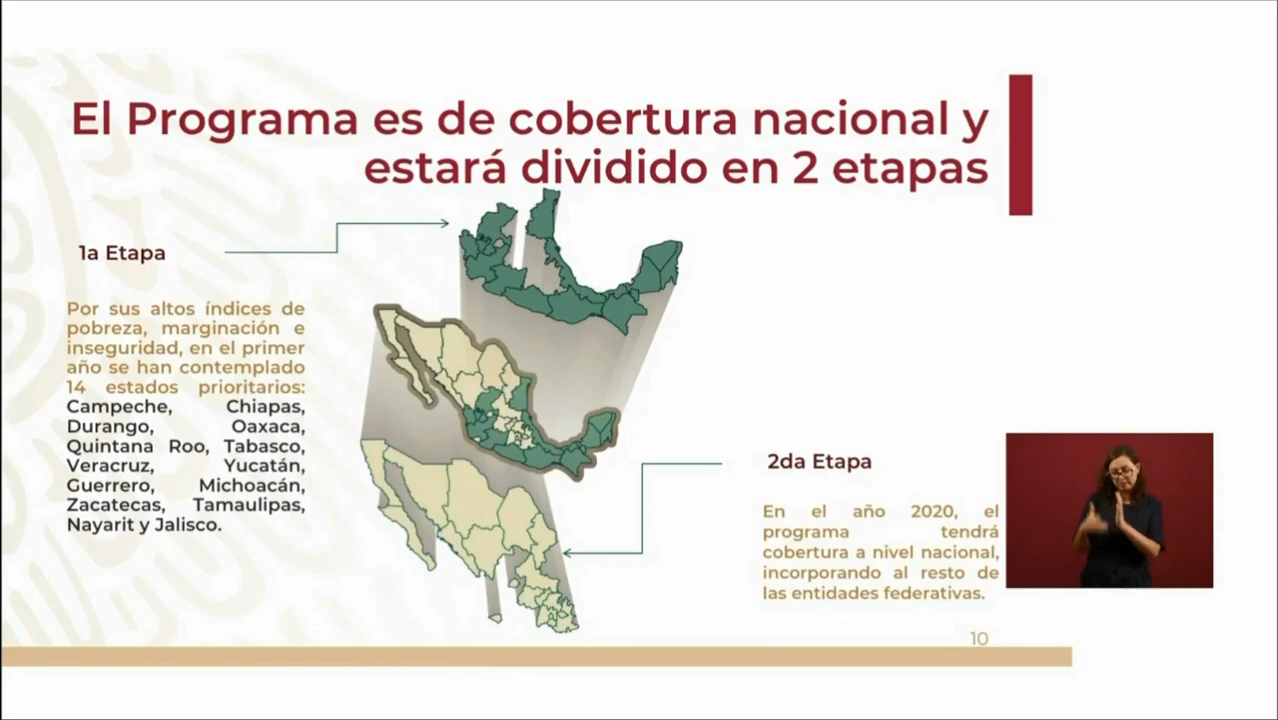 El Programa es de cobertura nacional y
estará dividido en 2 etapas
1a Etapa
Por sus altos índices de
pobreza, marginación e
inseguridad, en el primer
año se han contemplado
14 estados prioritarios:
Campeche, Chiapas,
Durango, Oaxaca,
Quintana Roo, Tabasco,
Veracruz, Yucatán,
Guerrero, Michoacán,
Zacatecas, Tamaulipas,
Nayarit y Jalisco.
2da Etapa
En el año 2020, el
programa tendrá
cobertura a nivel nacional,
incorporando al resto de
las entidades federativas.
10